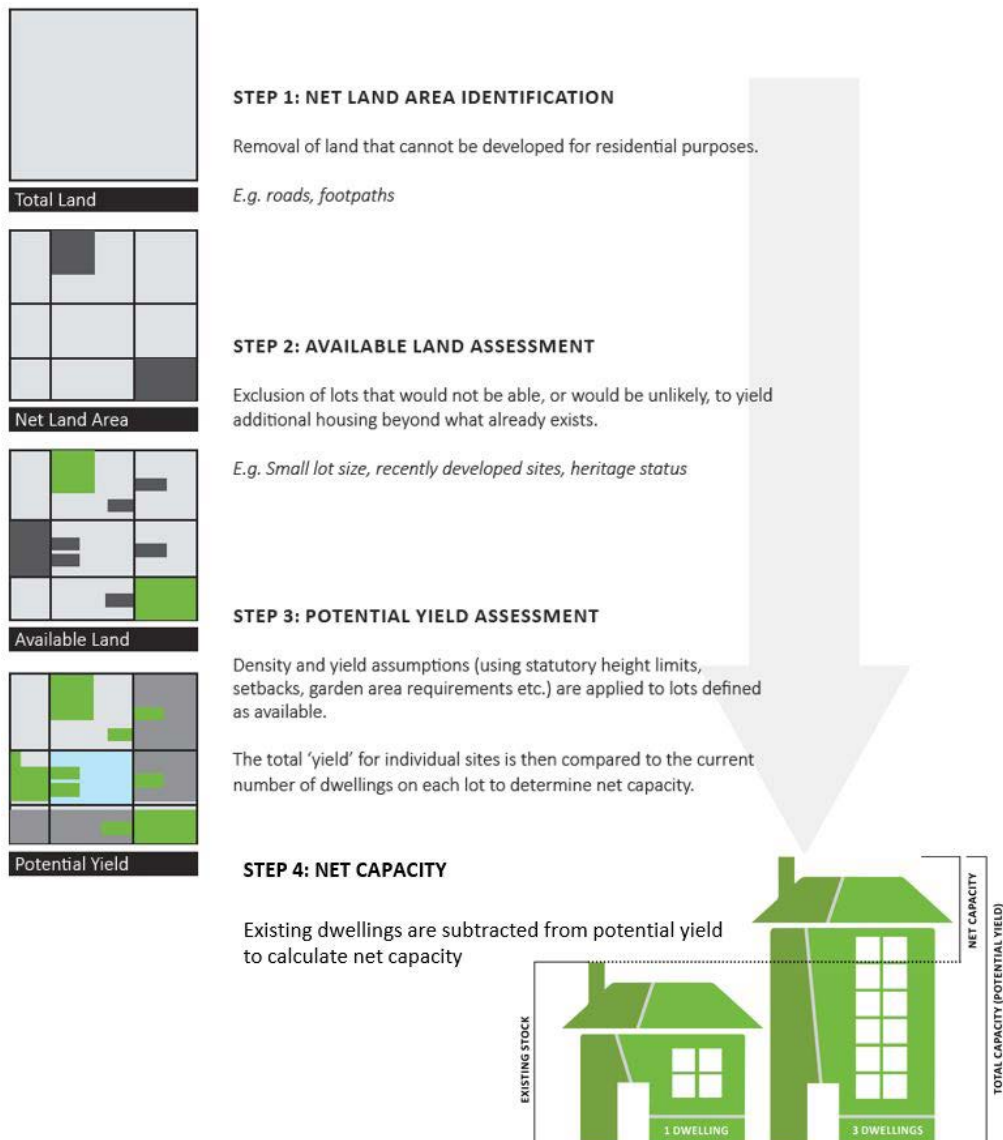 STEP 1: NET LAND AREA IDENTIFICATION
Removal of land that cannot be developed for residential purposes.
E.g. roads, footpaths
Total Land
STEP 2: AVAILABLE LAND ASSESSMENT
Exclusion of lots that would not be able, or would be unlikely, to yield
additional housing beyond what already exists.
E.g. Small lot size, recently developed sites, heritage status
Net Land Area
STEP 3: POTENTIAL YIELD ASSESSMENT
Density and yield assumptions (using statutory height limits,
setbacks, garden area requirements etc.) are applied to lots defined
as available.
The total ‘yield’ for individual sites is then compared to the current
number of dwellings on each lot to determine net capacity.
Available Land
Potential Yield
STEP 4: NET CAPACITY
Existing dwellings are subtracted from potential yield
to calculate net capacity
EXISTING STOCK
1 DWELLING
3 DWELLINGS
NET CAPACITY
TOTAL CAPACITY (POTENTIAL YIELD)